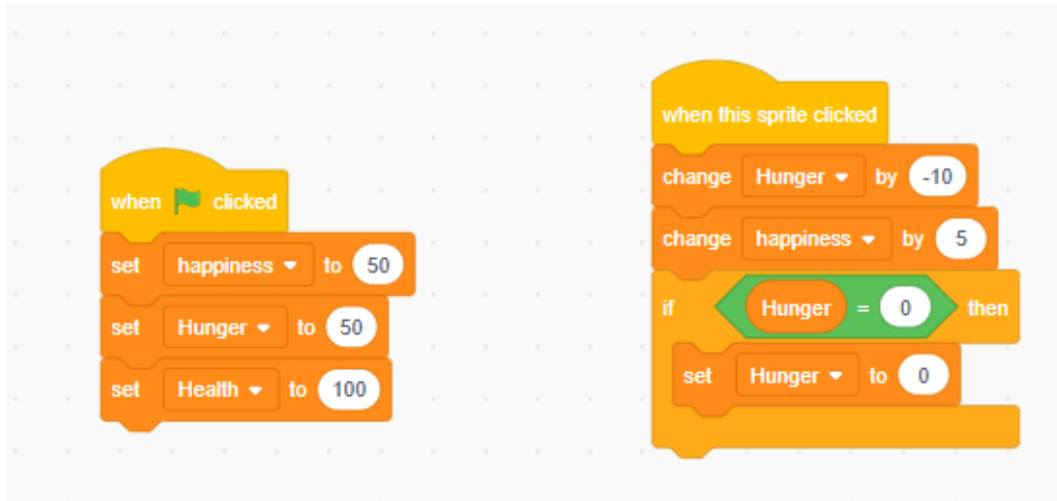 when clicked
set happiness to 50
set Hunger to 50
set Health to 100
when this sprite clicked
change Hunger by -10
change happiness by 5
if Hunger = 0 then
set Hunger to 0